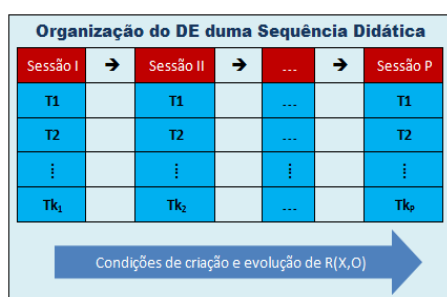 Organização do DE duma Sequência Didática
Sessão I → Sessão II → ... → Sessão P
T1 T1 ... T1
T2 T2 ... T2
⋮ ⋮ ⋮ ⋮
Tk₁ Tk₂ ... Tkₚ
Condições de criação e evolução de R(X,O)